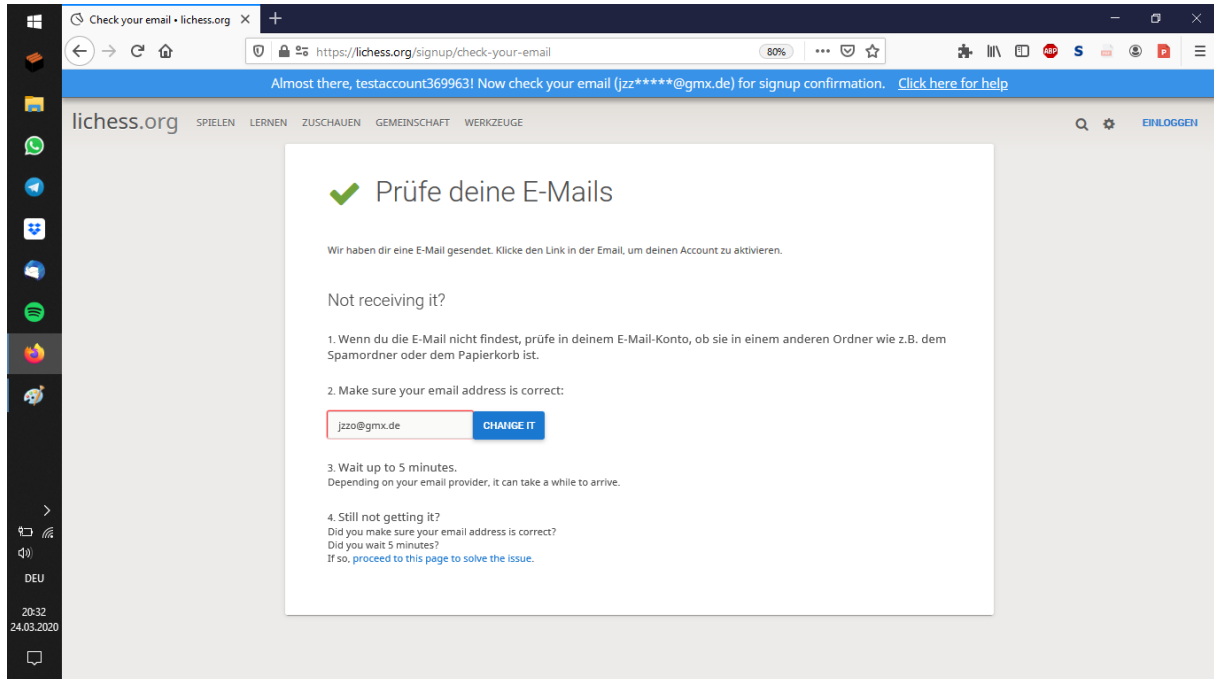 Check your email • lichess.org
https://lichess.org/signup/check-your-email
80%
ABP
S
P
Almost there, testaccount369963! Now check your email (jzz*****@gmx.de) for signup confirmation. Click here for help
lichess.org SPIELEN LERNEN ZUSCHAUEN GEMEINSCHAFT WERKZEUGE EINLOGGEN
Prüfe deine E-Mails
Wir haben dir eine E-Mail gesendet. Klicke den Link in der Email, um deinen Account zu aktivieren.
Not receiving it?
1. Wenn du die E-Mail nicht findest, prüfe in deinem E-Mail-Konto, ob sie in einem anderen Ordner wie z.B. dem
Spamordner oder dem Papierkorb ist.
2. Make sure your email address is correct:
jzzo@gmx.de CHANGE IT
3. Wait up to 5 minutes.
Depending on your email provider, it can take a while to arrive.
4. Still not getting it?
Did you make sure your email address is correct?
Did you wait 5 minutes?
If so, proceed to this page to solve the issue.
DEU
20:32
24.03.2020